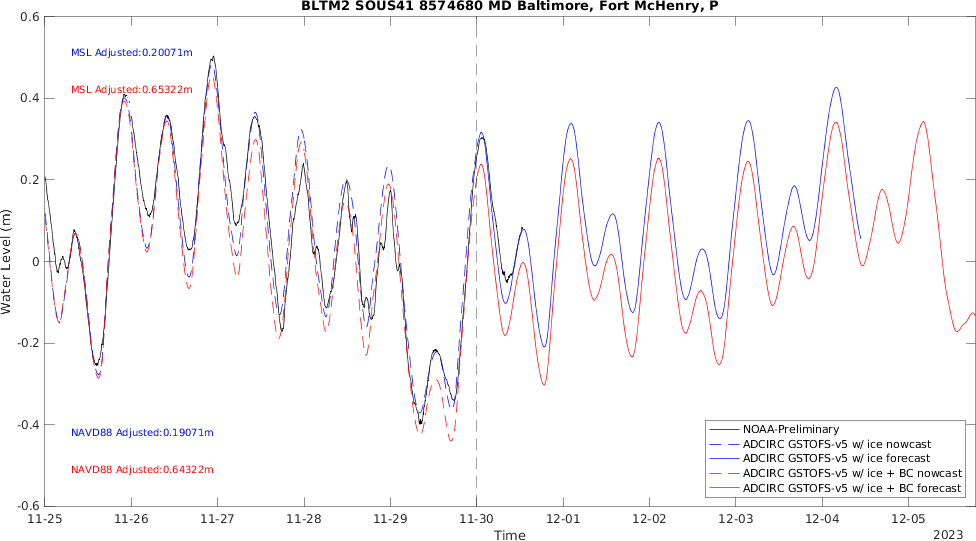 BLTM2 SOUS41 8574680 MD Baltimore, Fort McHenry, P
Water Level (m)
0.6
0.4
0.2
0
-0.2
-0.4
-0.6
MSL Adjusted:0.20071m
MSL Adjusted:0.65322m
NAVD88 Adjusted:0.19071m
NAVD88 Adjusted:0.64322m
NOAA-Preliminary
ADCIRC GSTOFS-v5 w/ ice nowcast
ADCIRC GSTOFS-v5 w/ ice forecast
ADCIRC GSTOFS-v5 w/ ice + BC nowcast
ADCIRC GSTOFS-v5 w/ ice + BC forecast
11-25 11-26 11-27 11-28 11-29 11-30 12-01 12-02 12-03 12-04 12-05
Time
2023